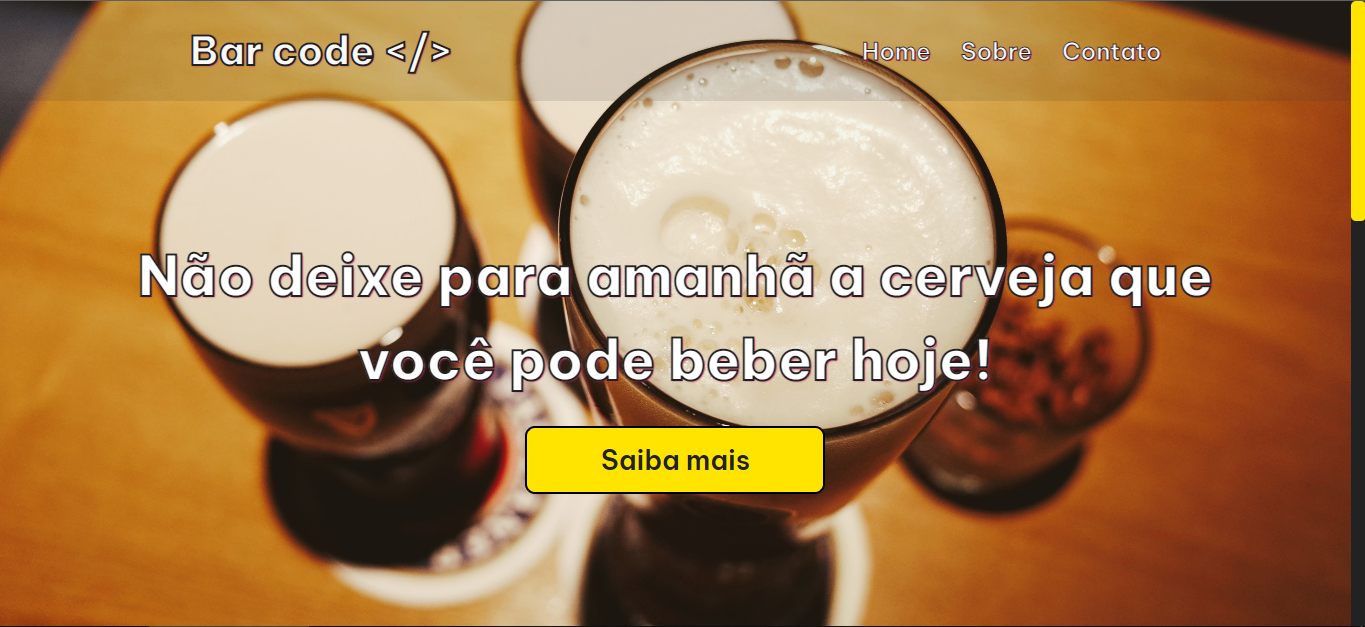 Bar code </>
Home Sobre Contato
Não deixe para amanhã a cerveja que
você pode beber hoje!
Saiba mais